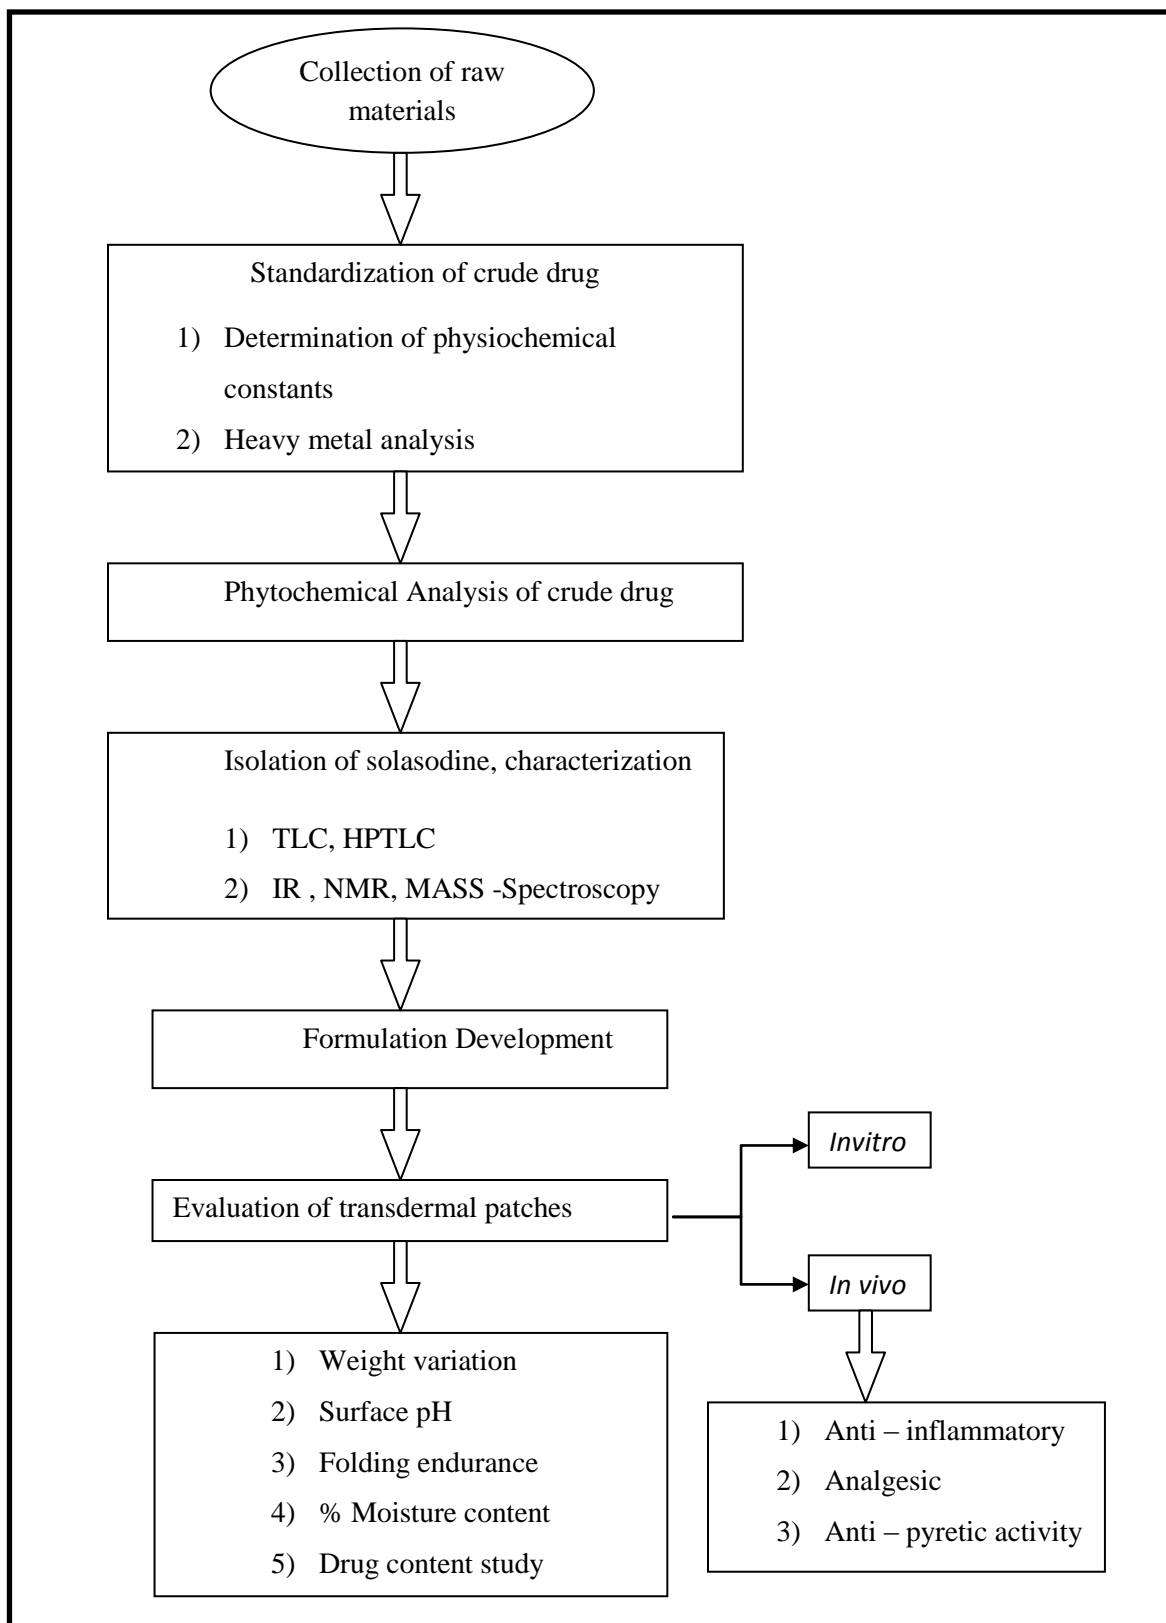 Collection of raw
materials
Standardization of crude drug
1) Determination of physiochemical
constants
2) Heavy metal analysis
Phytochemical Analysis of crude drug
Isolation of solasodine, characterization
1) TLC, HPTLC
2) IR , NMR, MASS -Spectroscopy
Formulation Development
Evaluation of transdermal patches
Invitro
In vivo
1) Weight variation
2) Surface pH
3) Folding endurance
4) % Moisture content
5) Drug content study
1) Anti – inflammatory
2) Analgesic
3) Anti – pyretic activity